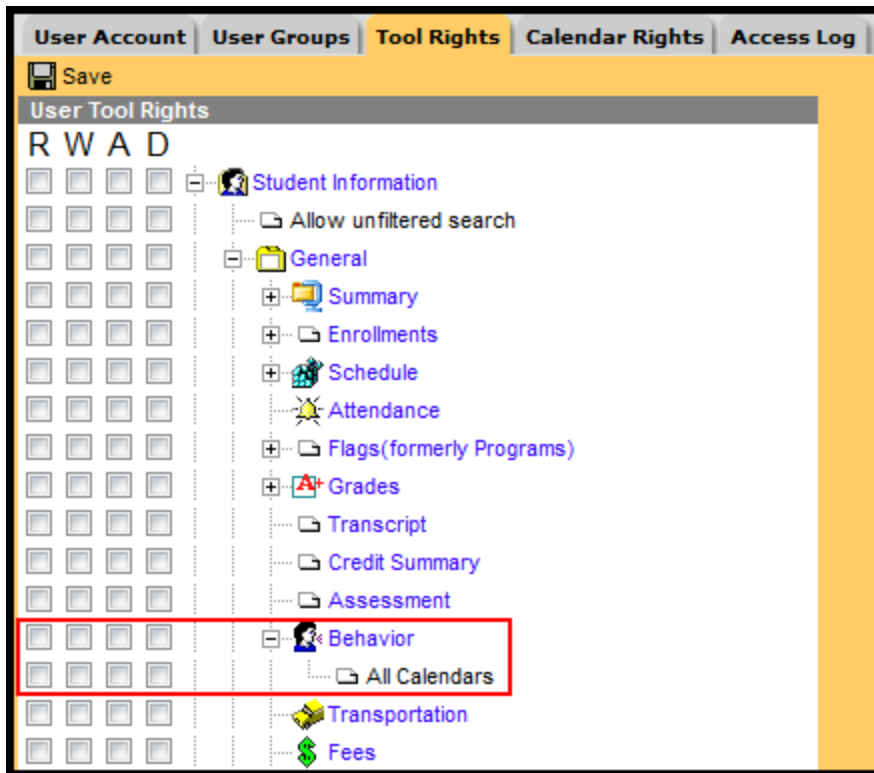 User Account User Groups Tool Rights Calendar Rights Access Log
Save
User Tool Rights
R W A D
Student Information
Allow unfiltered search
General
Summary
Enrollments
Schedule
Attendance
Flags(formerly Programs)
A+ Grades
Transcript
Credit Summary
Assessment
Behavior
All Calendars
Transportation
$ Fees